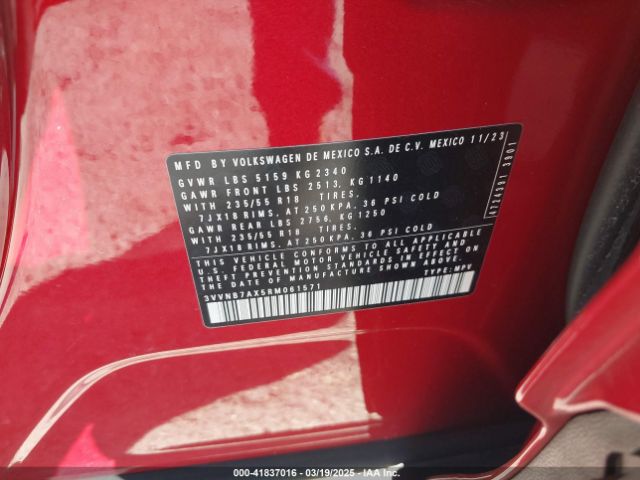 MFD BY VOLKSWAGEN DE MEXICO S.A. DE C.V. MEXICO 11/23
GVWR LBS 5159 KG 2340
GAWR FRONT LBS 2513, KG 1140
WITH 235/55 R18 TIRES.
7JX18 RIMS, AT 250 KPA, 36 PSI COLD
GAWR REAR LBS 2756, KG 1250
WITH 235/55 R18 TIRES.
7JX18 RIMS, AT 250 KPA, 36 PSI COLD
THIS VEHICLE CONFORMS TO ALL APPLICABLE
U.S. FEDERAL MOTOR VEHICLE SAFETY AND
THEFT PREVENTION STANDARDS IN EFFECT ON
THE DATE OF MANUFACTURE SHOWN ABOVE.
3VVNB7AX5RM061571 TYPE:MPV
4724391 3901
000-41837016 — 03/19/2025 — IAA Inc.